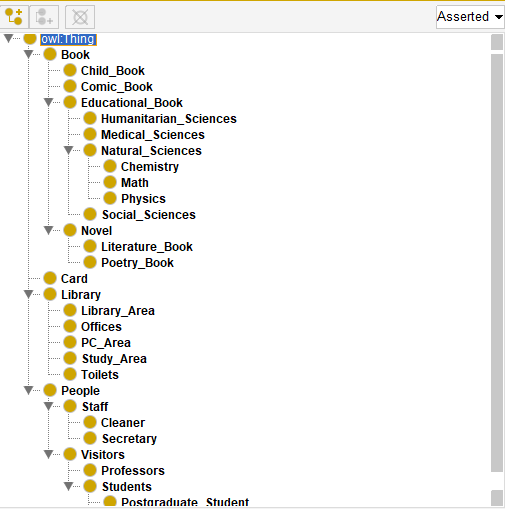 Asserted
owl:Thing
Book
Child_Book
Comic_Book
Educational_Book
Humanitarian_Sciences
Medical_Sciences
Natural_Sciences
Chemistry
Math
Physics
Social_Sciences
Novel
Literature_Book
Poetry_Book
Card
Library
Library_Area
Offices
PC_Area
Study_Area
Toilets
People
Staff
Cleaner
Secretary
Visitors
Professors
Students
Postgraduate_Student